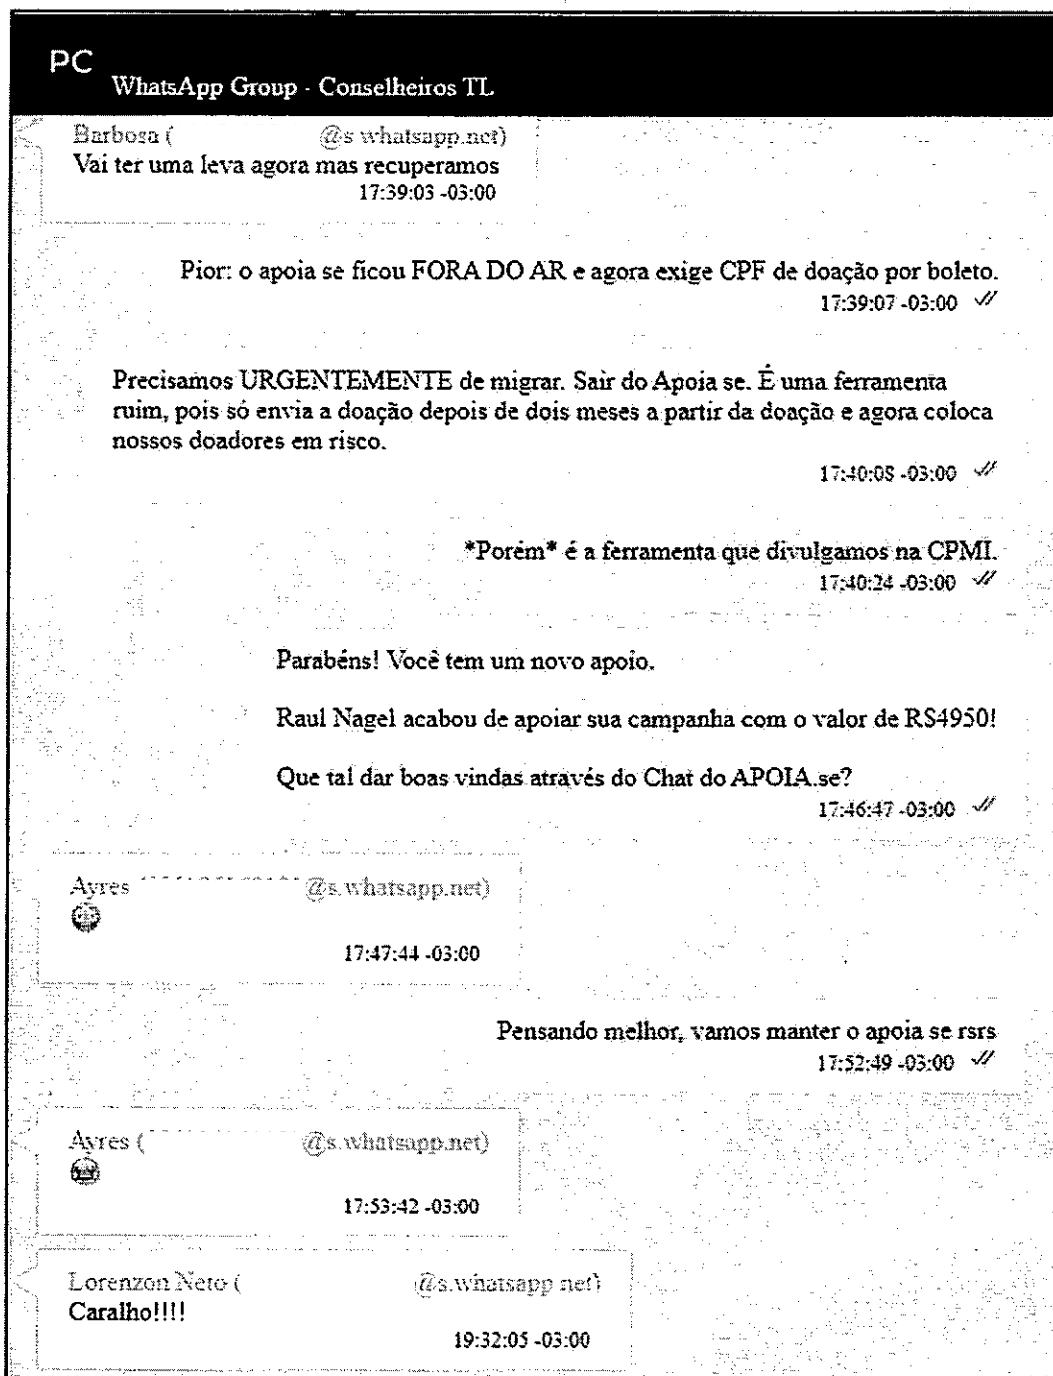 PC
WhatsApp Group - Conselheiros TL
Barbosa ( @s.whatsapp.net)
Vai ter uma leva agora mas recuperamos
17:39:03 -03:00
Pior: o apoia se ficou FORA DO AR e agora exige CPF de doação por boleto.
17:39:07 -03:00
Precisamos URGENTEMENTE de migrar. Sair do Apoia se. É uma ferramenta
ruim, pois só envia a doação depois de dois meses a partir da doação e agora coloca
nossos doadores em risco.
17:40:08 -03:00
*Porém* é a ferramenta que divulgamos na CPMI.
17:40:24 -03:00
Parabéns! Você tem um novo apoio.
Raul Nagel acabou de apoiar sua campanha com o valor de R$4950!
Que tal dar boas vindas através do Chat do APOIA.se?
17:46:47 -03:00
Ayres @s.whatsapp.net)
17:47:44 -03:00
Pensando melhor, vamos manter o apoia se rsrs
17:52:49 -03:00
Ayres ( @s.whatsapp.net)
17:53:42 -03:00
Lorenzon Neto ( @s.whatsapp.net)
Caralho!!!!
19:32:05 -03:00